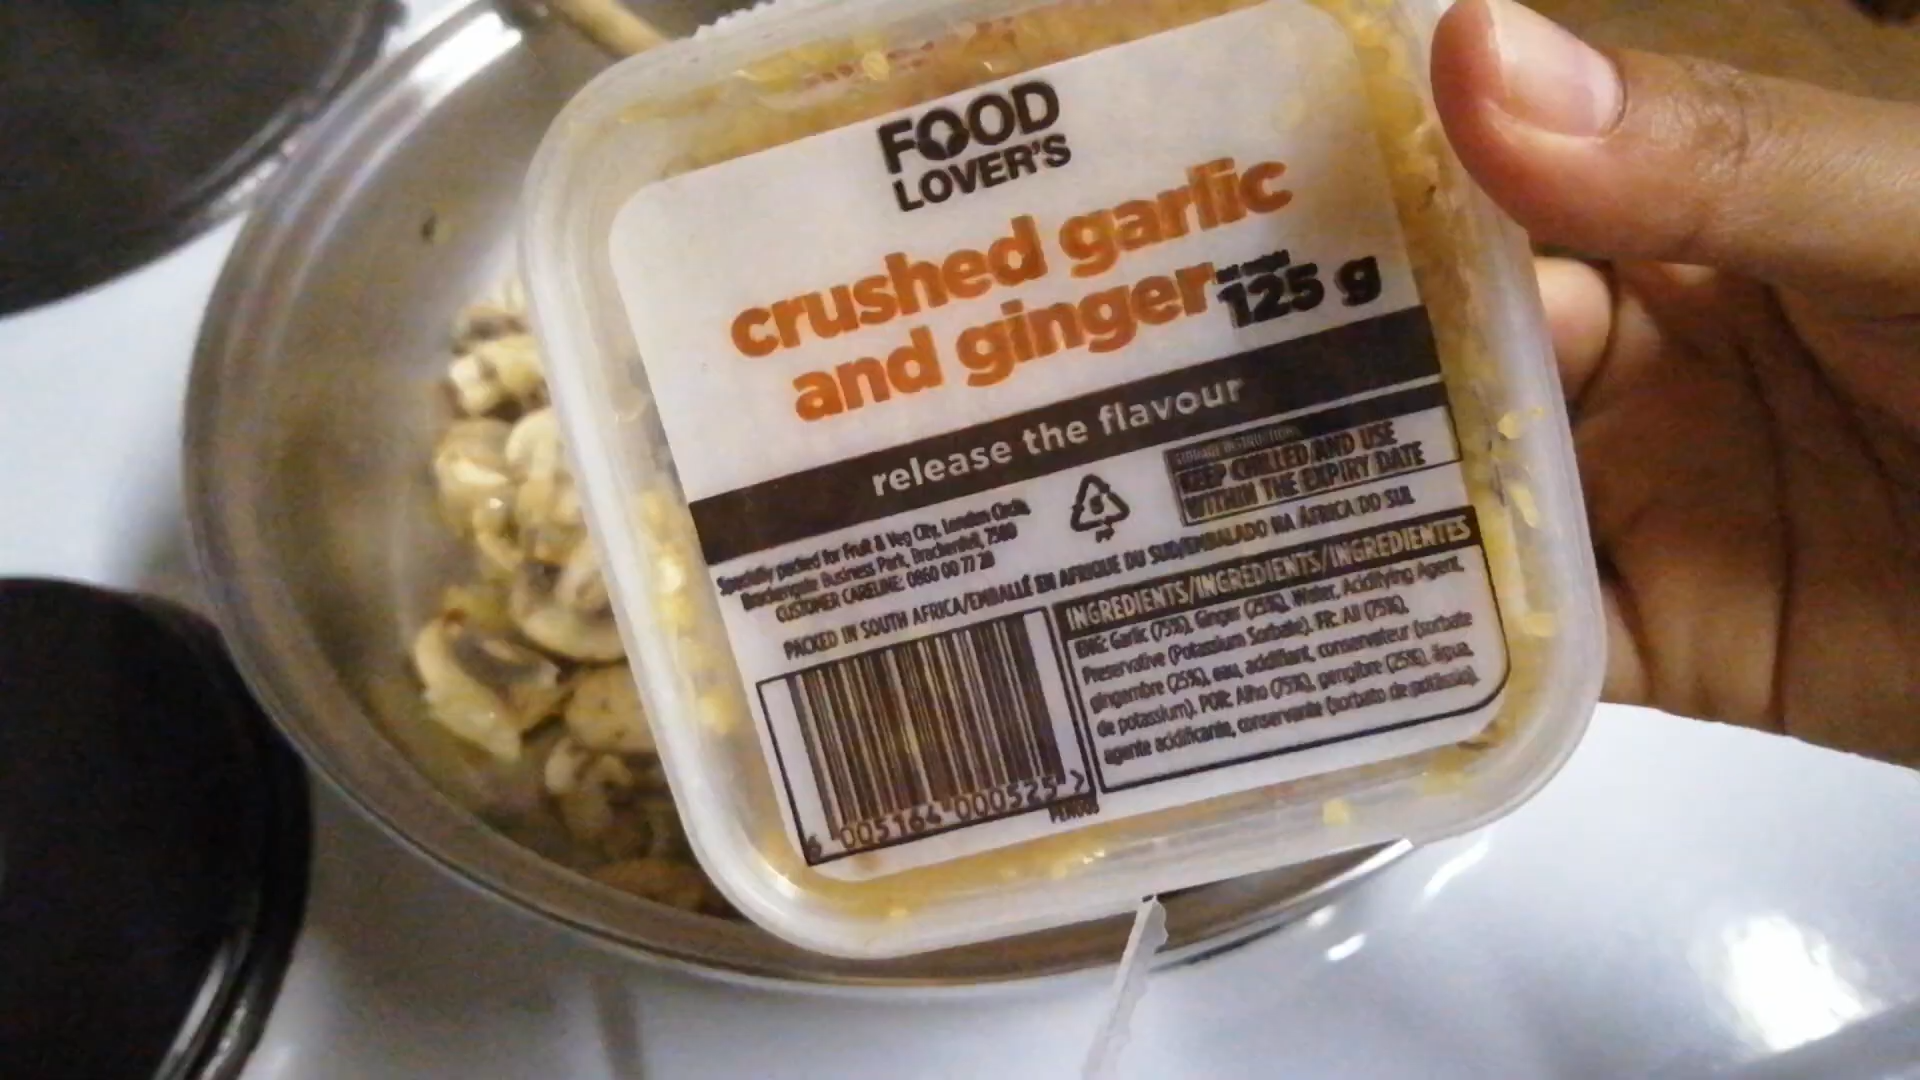 FOOD
LOVER'S
crushed garlic
and ginger
125 g
release the flavour
KEEP CHILLED AND USE
WITHIN THE EXPIRY DATE
Specially packed for Fruit & Veg City, London Circle,
Brackengate Business Park, Brackenfell, 7560
CUSTOMER CARELINE: 0860 00 77 20
PP
PACKED IN SOUTH AFRICA/EMBALLÉ EN AFRIQUE DU SUD/EMBALADO NA ÁFRICA DO SUL
INGREDIENTS/INGRÉDIENTS/INGREDIENTES
ENG: Garlic (75%), Ginger (25%), Water, Acidifying Agent,
Preservative (Potassium Sorbate). FR: Ail (75%),
gingembre (25%), eau, acidifiant, conservateur (sorbate
de potassium). POR: Alho (75%), gengibre (25%), água,
agente acidificante, conservante (sorbato de potássio).
6 005164 000525 >